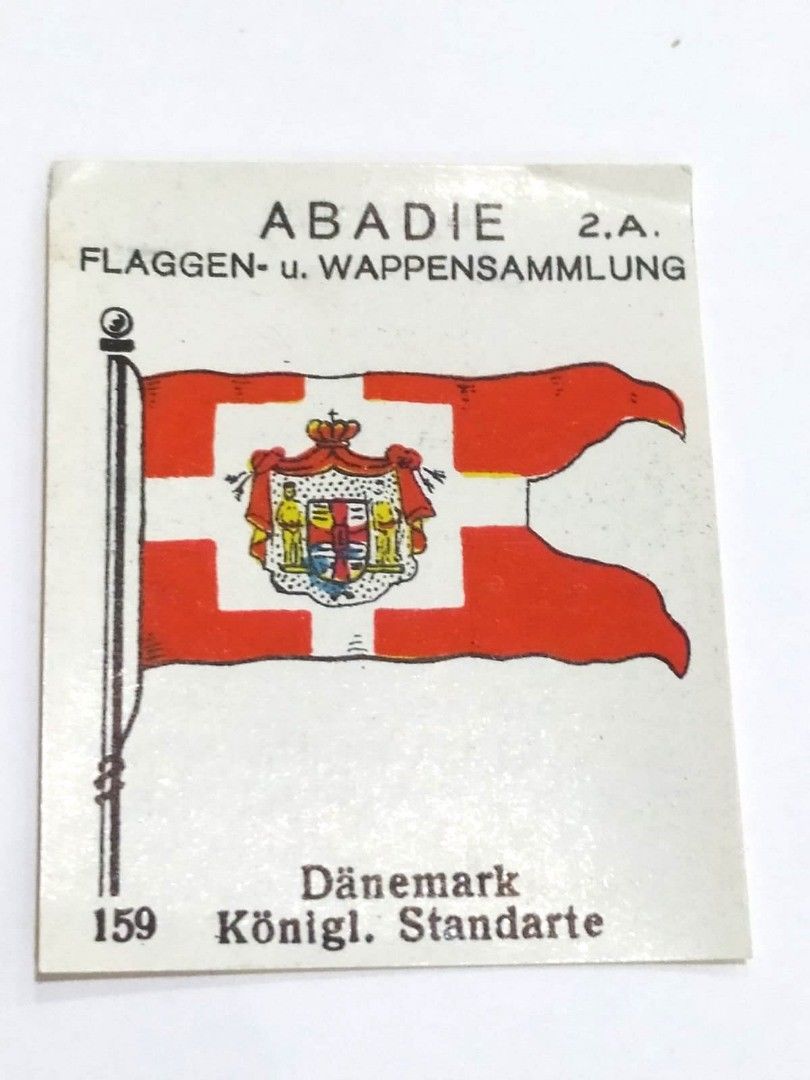 ABADIE 2.A.
FLAGGEN- u. WAPPENSAMMLUNG
Dänemark
159 Königl. Standarte